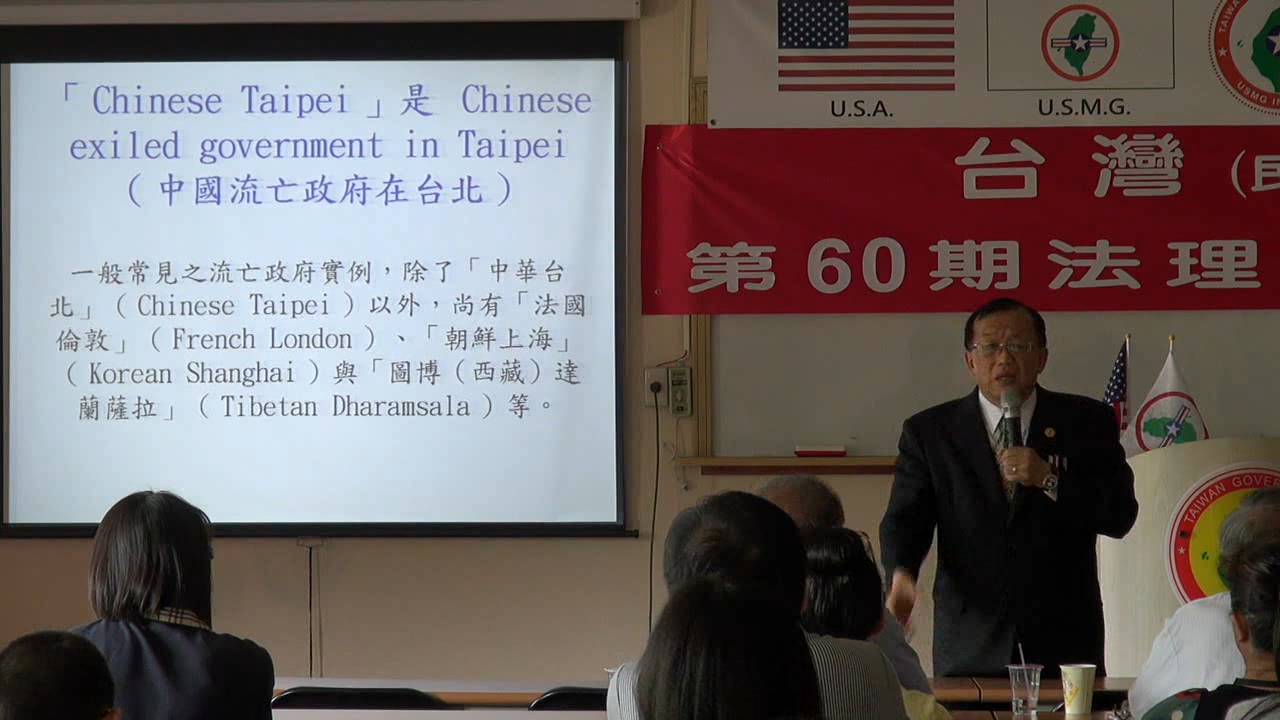 「 Chinese Taipei 」是 Chinese
exiled government in Taipei
（中國流亡政府在台北）
一般常見之流亡政府實例，除了「中華台
北」（Chinese Taipei）以外，尚有「法國
倫敦」（French London）、「朝鮮上海」
（Korean Shanghai）與「圖博（西藏）達
蘭薩拉」（Tibetan Dharamsala）等。
U.S.A.
U.S.M.G.
台灣
第60期法理
TAIWAN GOVER